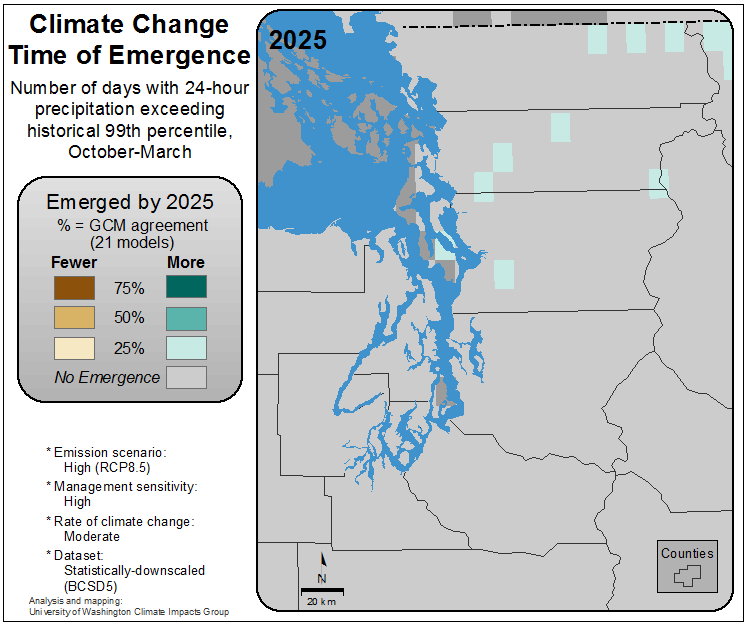 Climate Change
Time of Emergence
Number of days with 24-hour
precipitation exceeding
historical 99th percentile,
October-March
Emerged by 2025
% = GCM agreement
(21 models)
Fewer More
75%
50%
25%
No Emergence
* Emission scenario:
High (RCP8.5)
* Management sensitivity:
High
* Rate of climate change:
Moderate
* Dataset:
Statistically-downscaled
(BCSD5)
Analysis and mapping:
University of Washington Climate Impacts Group
2025
N
20 km
Counties